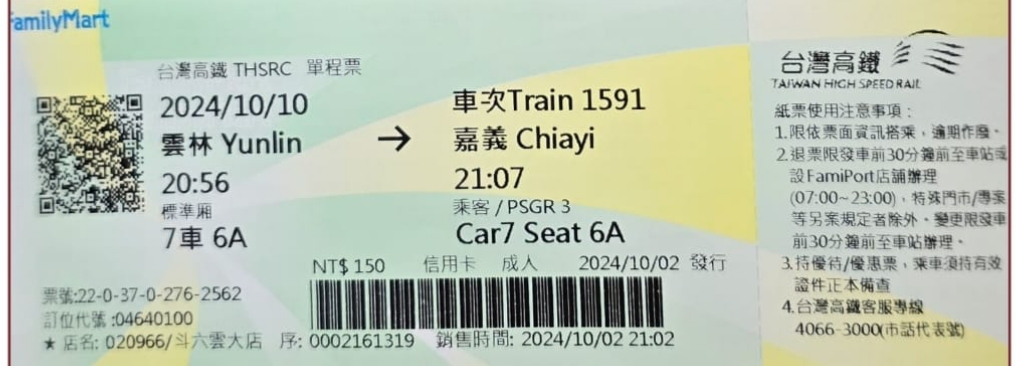 FamilyMart
台灣高鐵 THSRC 單程票
2024/10/10
車次Train 1591
雲林 Yunlin
→
嘉義 Chiayi
20:56
21:07
標準廂
乘客 / PSGR 3
7車 6A
Car7 Seat 6A
NT$ 150 信用卡 成人 2024/10/02 發行
票號:22-0-37-0-276-2562
訂位代號 :04640100
★ 店名: 020966/斗六雲大店 序: 0002161319 銷售時間: 2024/10/02 21:02
台灣高鐵
TAIWAN HIGH SPEED RAIL
紙票使用注意事項:
1.限依票面資訊搭乘,逾期作廢。
2.退票限發車前30分鐘前至車站或
設FamiPort店舖辦理
(07:00~23:00),特殊門市/專案
等另案規定者除外。變更限發車
前30分鐘前至車站辦理。
3.持優待/優惠票,乘車須持有效
證件正本備查
4.台灣高鐵客服專線
4066-3000(市話代表號)